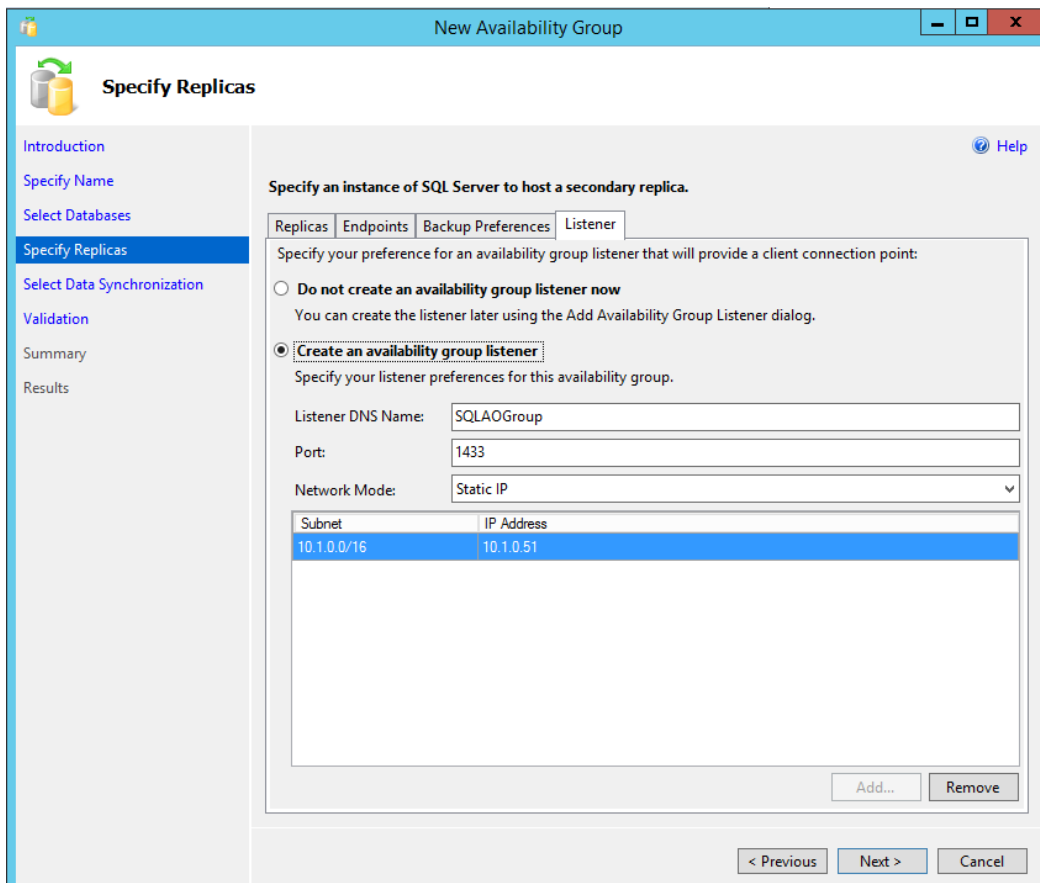 New Availability Group
Specify Replicas
Introduction
Specify Name
Select Databases
Specify Replicas
Select Data Synchronization
Validation
Summary
Results
Help
Specify an instance of SQL Server to host a secondary replica.
Replicas Endpoints Backup Preferences Listener
Specify your preference for an availability group listener that will provide a client connection point:
Do not create an availability group listener now
You can create the listener later using the Add Availability Group Listener dialog.
Create an availability group listener
Specify your listener preferences for this availability group.
Listener DNS Name: SQLAOGroup
Port: 1433
Network Mode: Static IP
Subnet IP Address
10.1.0.0/16 10.1.0.51
Add... Remove
< Previous Next > Cancel